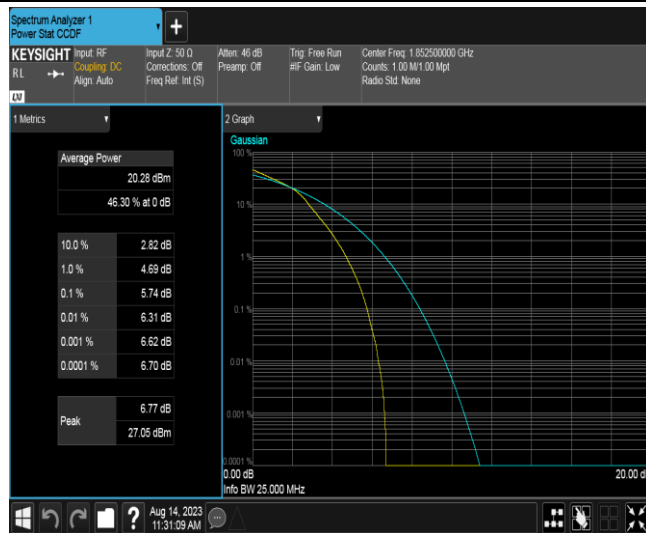 Spectrum Analyzer 1
Power Stat CCDF
KEYSIGHT
RL
Input: RF
Coupling: DC
Align: Auto
Input Z: 50 Ω
Corrections: Off
Freq Ref: Int (S)
Atten: 46 dB
Preamp: Off
Trig: Free Run
#IF Gain: Low
Center Freq: 1.852500000 GHz
Counts: 1.00 M/1.00 Mpt
Radio Std: None
1 Metrics
Average Power
20.28 dBm
46.30 % at 0 dB
10.0 % 2.82 dB
1.0 % 4.69 dB
0.1 % 5.74 dB
0.01 % 6.31 dB
0.001 % 6.62 dB
0.0001 % 6.70 dB
Peak
6.77 dB
27.05 dBm
2 Graph
Gaussian
100 %
10 %
1 %
0.1 %
0.01 %
0.001 %
0.0001 %
0.00 dB
20.00 d
Info BW 25.000 MHz
?
Aug 14, 2023
11:31:09 AM